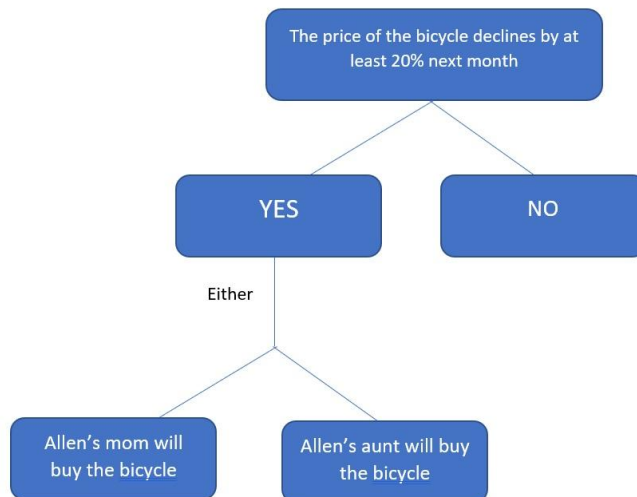 The price of the bicycle declines by at
least 20% next month
YES
NO
Either
Allen's mom will
buy the bicycle
Allen's aunt will buy
the bicycle